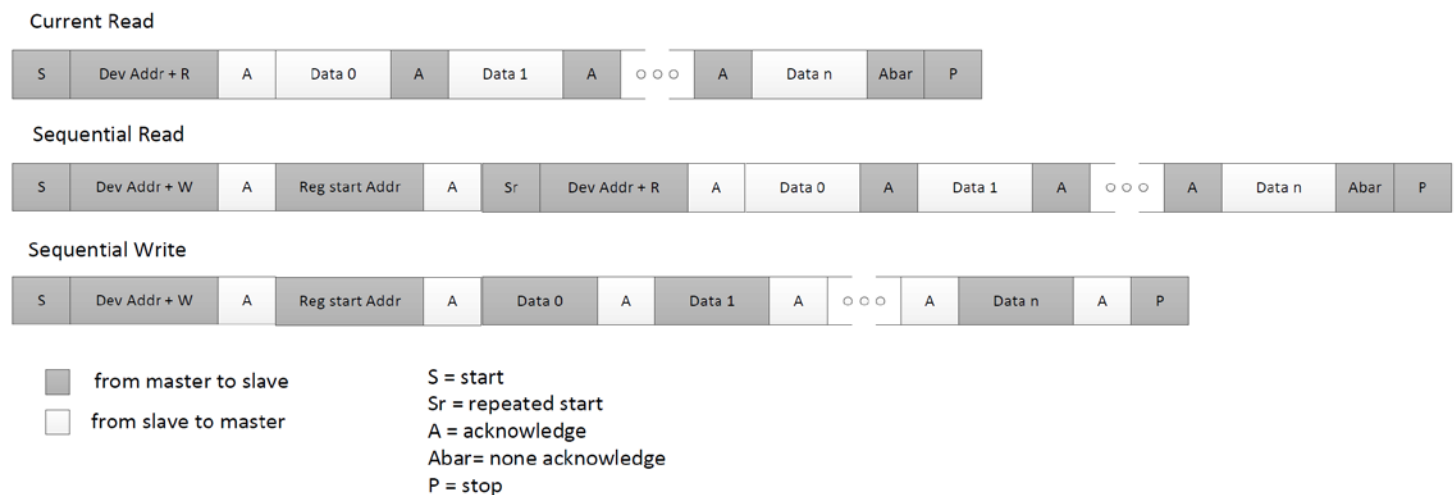 Current Read
S Dev Addr + R A Data 0 A Data 1 A A Data n Abar P
Sequential Read
S Dev Addr + W A Reg start Addr A Sr Dev Addr + R A Data 0 A Data 1 A A Data n Abar P
Sequential Write
S Dev Addr + W A Reg start Addr A Data 0 A Data 1 A A Data n A P
from master to slave
from slave to master
S = start
Sr = repeated start
A = acknowledge
Abar= none acknowledge
P = stop